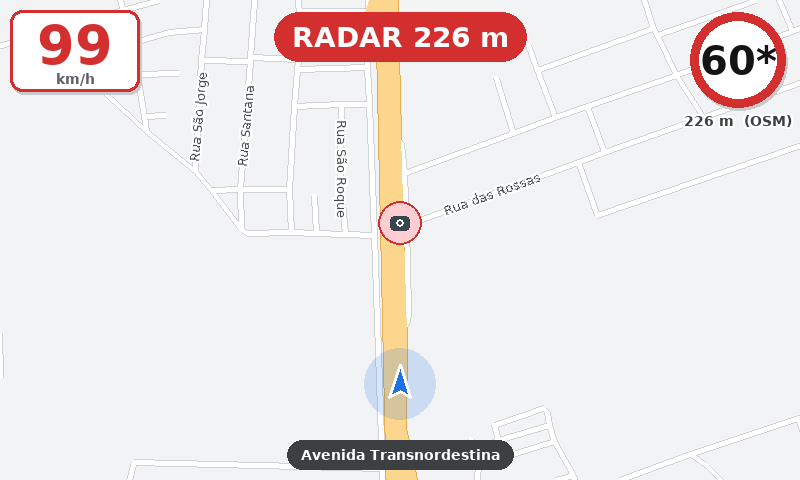 99
km/h
RADAR 226 m
60*
226 m (OSM)
Rua São Jorge
Rua Santana
Rua São Roque
Rua das Rossas
Avenida Transnordestina